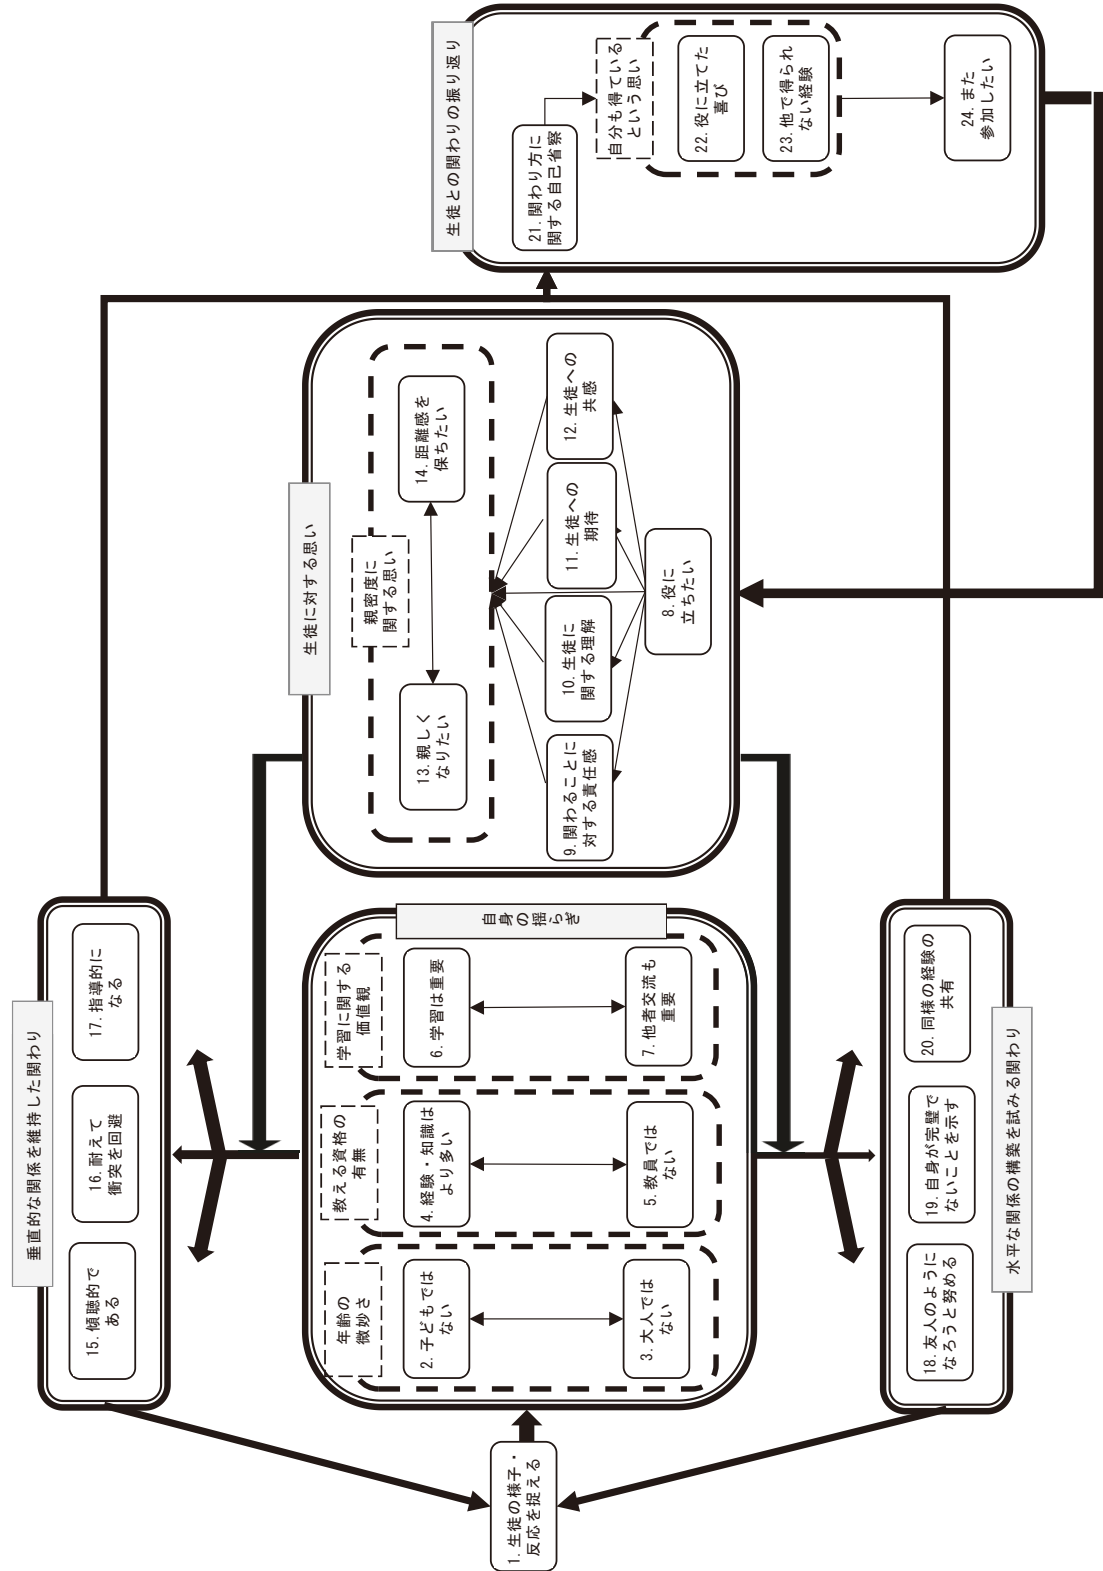 垂直的な関係を維持した関わり
15. 傾聴的で
ある
16. 耐えて
衝突を回避
17. 指導的に
なる
1. 生徒の様子・
反応を捉える
自身の揺らぎ
年齢の
微妙さ
2. 子どもでは
ない
3. 大人では
ない
教える資格の
有無
4. 経験・知識は
より多い
5. 教員では
ない
学習に関する
価値観
6. 学習は重要
7. 他者交流も
重要
生徒に対する思い
親密度に
関する思い
13. 親しく
なりたい
14. 距離感を
保ちたい
9. 関わることに
対する責任感
10. 生徒に
関する理解
11. 生徒への
期待
12. 生徒への
共感
8. 役に
立ちたい
水平な関係の構築を試みる関わり
18. 友人のように
なろうと努める
19. 自身が完璧で
ないことを示す
20. 同様の経験の
共有
生徒との関わりの振り返り
21. 関わり方に
関する自己省察
自分も得ている
という思い
22. 役に立てた
喜び
23. 他で得られ
ない経験
24. また
参加したい